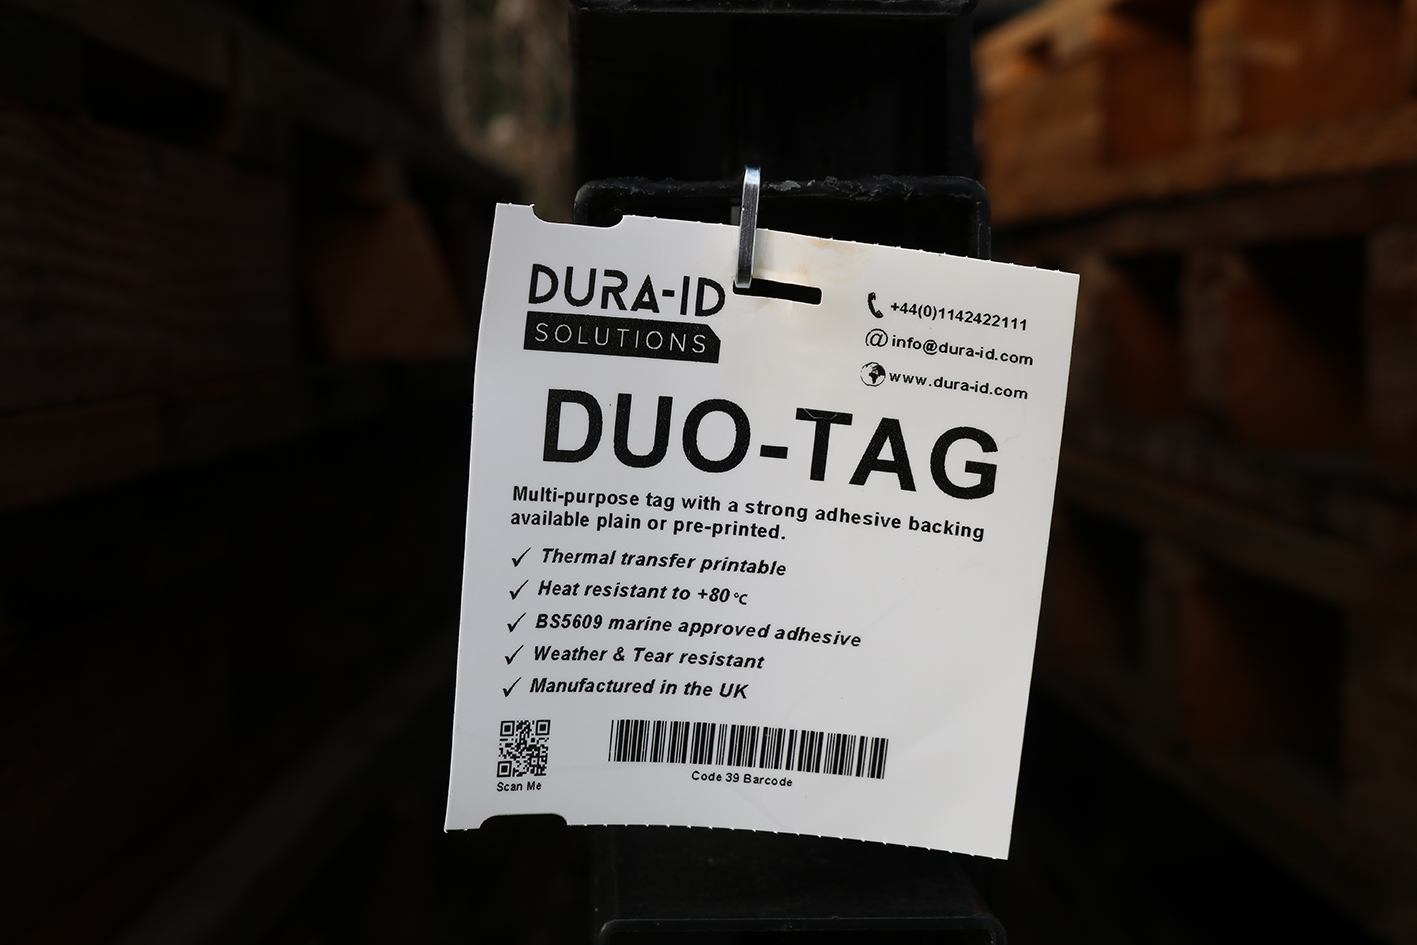 DURA-ID
SOLUTIONS
+44(0)1142422111
info@dura-id.com
www.dura-id.com
DUO-TAG
Multi-purpose tag with a strong adhesive backing
available plain or pre-printed.
✓ Thermal transfer printable
✓ Heat resistant to +80°C
✓ BS5609 marine approved adhesive
✓ Weather & Tear resistant
✓ Manufactured in the UK
Scan Me
Code 39 Barcode